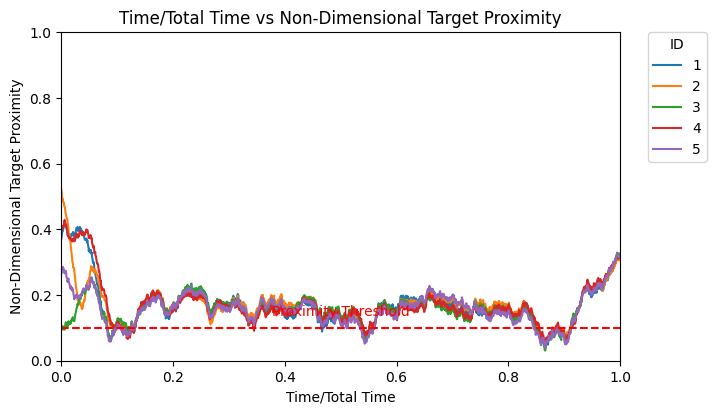 Time/Total Time vs Non-Dimensional Target Proximity
Non-Dimensional Target Proximity
1.0
0.8
0.6
0.4
0.2
0.0
Proximity Threshold
0.0 0.2 0.4 0.6 0.8 1.0
Time/Total Time
ID
1
2
3
4
5